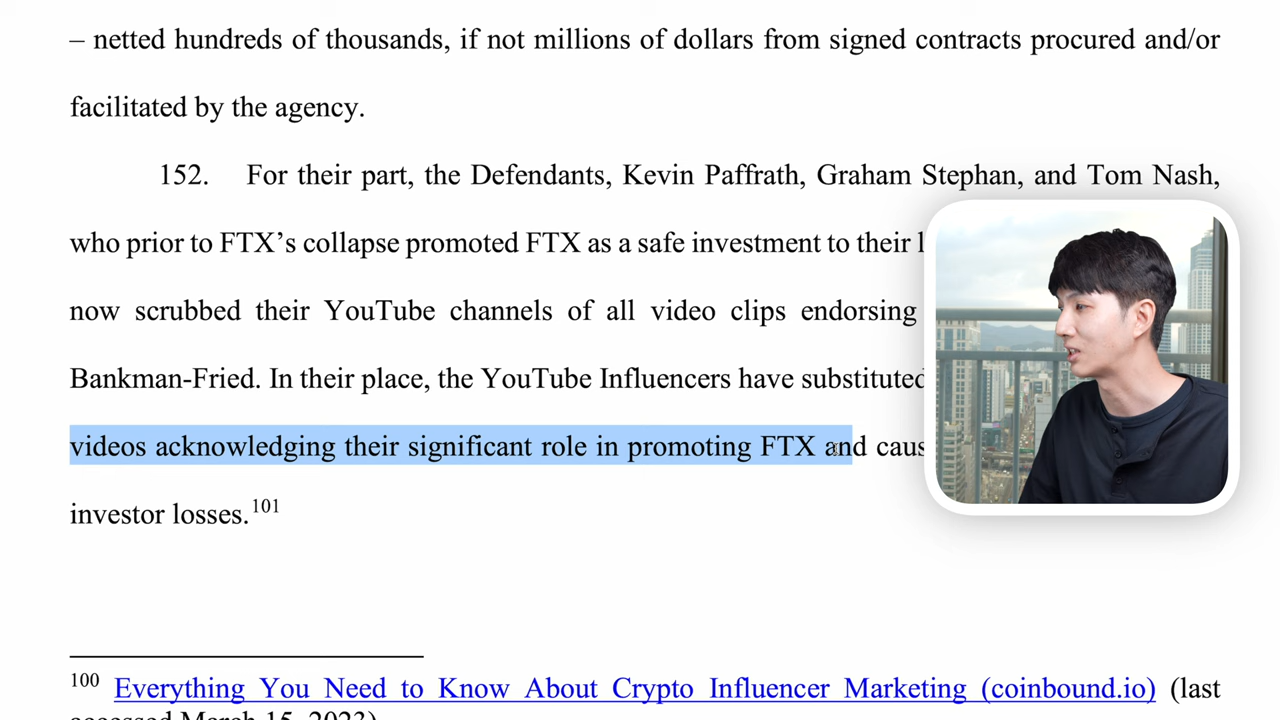 – netted hundreds of thousands, if not millions of dollars from signed contracts procured and/or
facilitated by the agency.
152. For their part, the Defendants, Kevin Paffrath, Graham Stephan, and Tom Nash,
who prior to FTX’s collapse promoted FTX as a safe investment to their
now scrubbed their YouTube channels of all video clips endorsing
Bankman-Fried. In their place, the YouTube Influencers have substituted
videos acknowledging their significant role in promoting FTX and
investor losses.101
100 Everything You Need to Know About Crypto Influencer Marketing (coinbound.io) (last
accessed March 15, 2023)